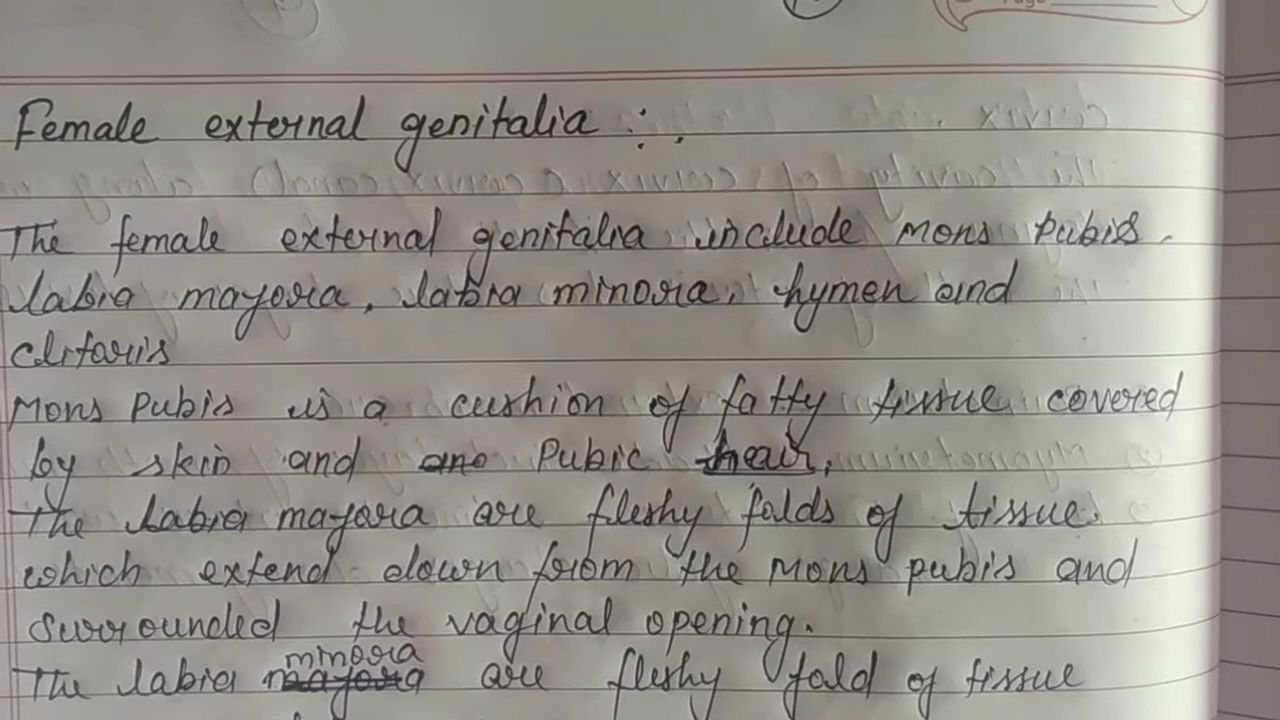 Female external genitalia :
The female external genitalia include mons pubis.
labia majora, labia minora, hymen and
clitoris
Mons Pubis is a cushion of fatty tissue covered
by skin and Pubic hear,
The labia majora are fleshy folds of tissue.
which extend down from the Mons pubis and
surrounded the vaginal opening.
The labia minora are fleshy fold of tissue